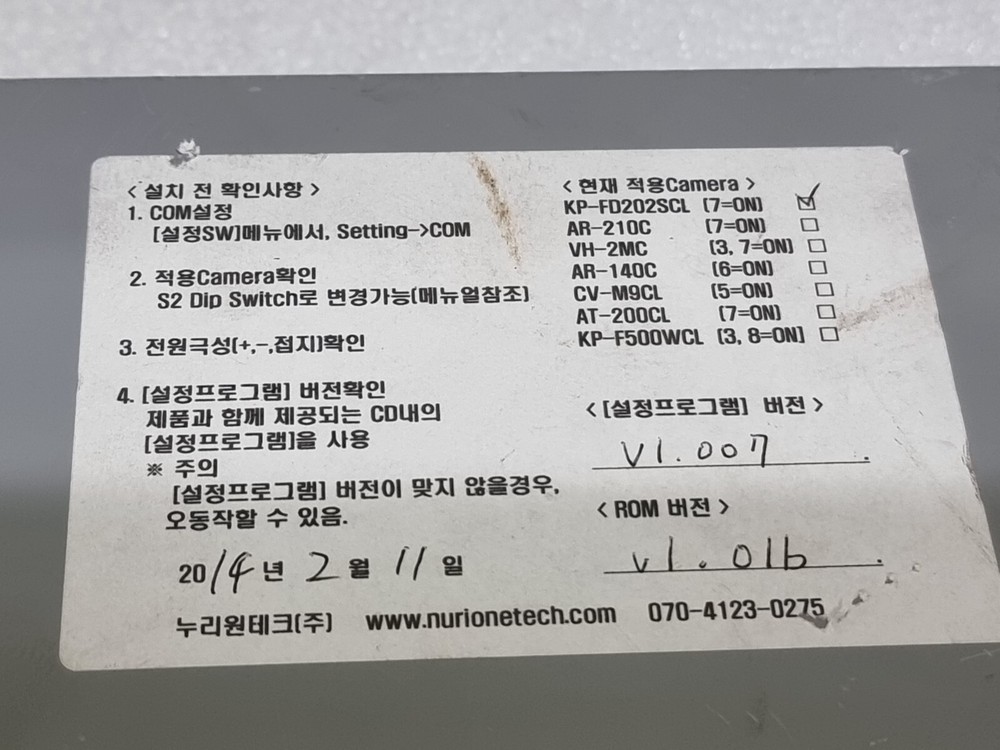 < 설치 전 확인사항 >
1. COM설정
[설정SW]메뉴에서, Setting->COM
2. 적용Camera확인
S2 Dip Switch로 변경가능(메뉴얼참조)
3. 전원극성(+,-,접지)확인
4. [설정프로그램] 버전확인
제품과 함께 제공되는 CD내의
[설정프로그램]을 사용
※ 주의
[설정프로그램] 버전이 맞지 않을경우,
오동작할 수 있음.
2014년 2월 11일
< 현재 적용Camera >
KP-FD202SCL (7=ON) ☑
AR-210C (7=ON) □
VH-2MC (3, 7=ON) □
AR-140C (6=ON) □
CV-M9CL (5=ON) □
AT-200CL (7=ON) □
KP-F500WCL (3, 8=ON) □
< [설정프로그램] 버전 >
V1.007
< ROM 버전 >
v1.01b
누리원테크(주) www.nurionetech.com 070-4123-0275